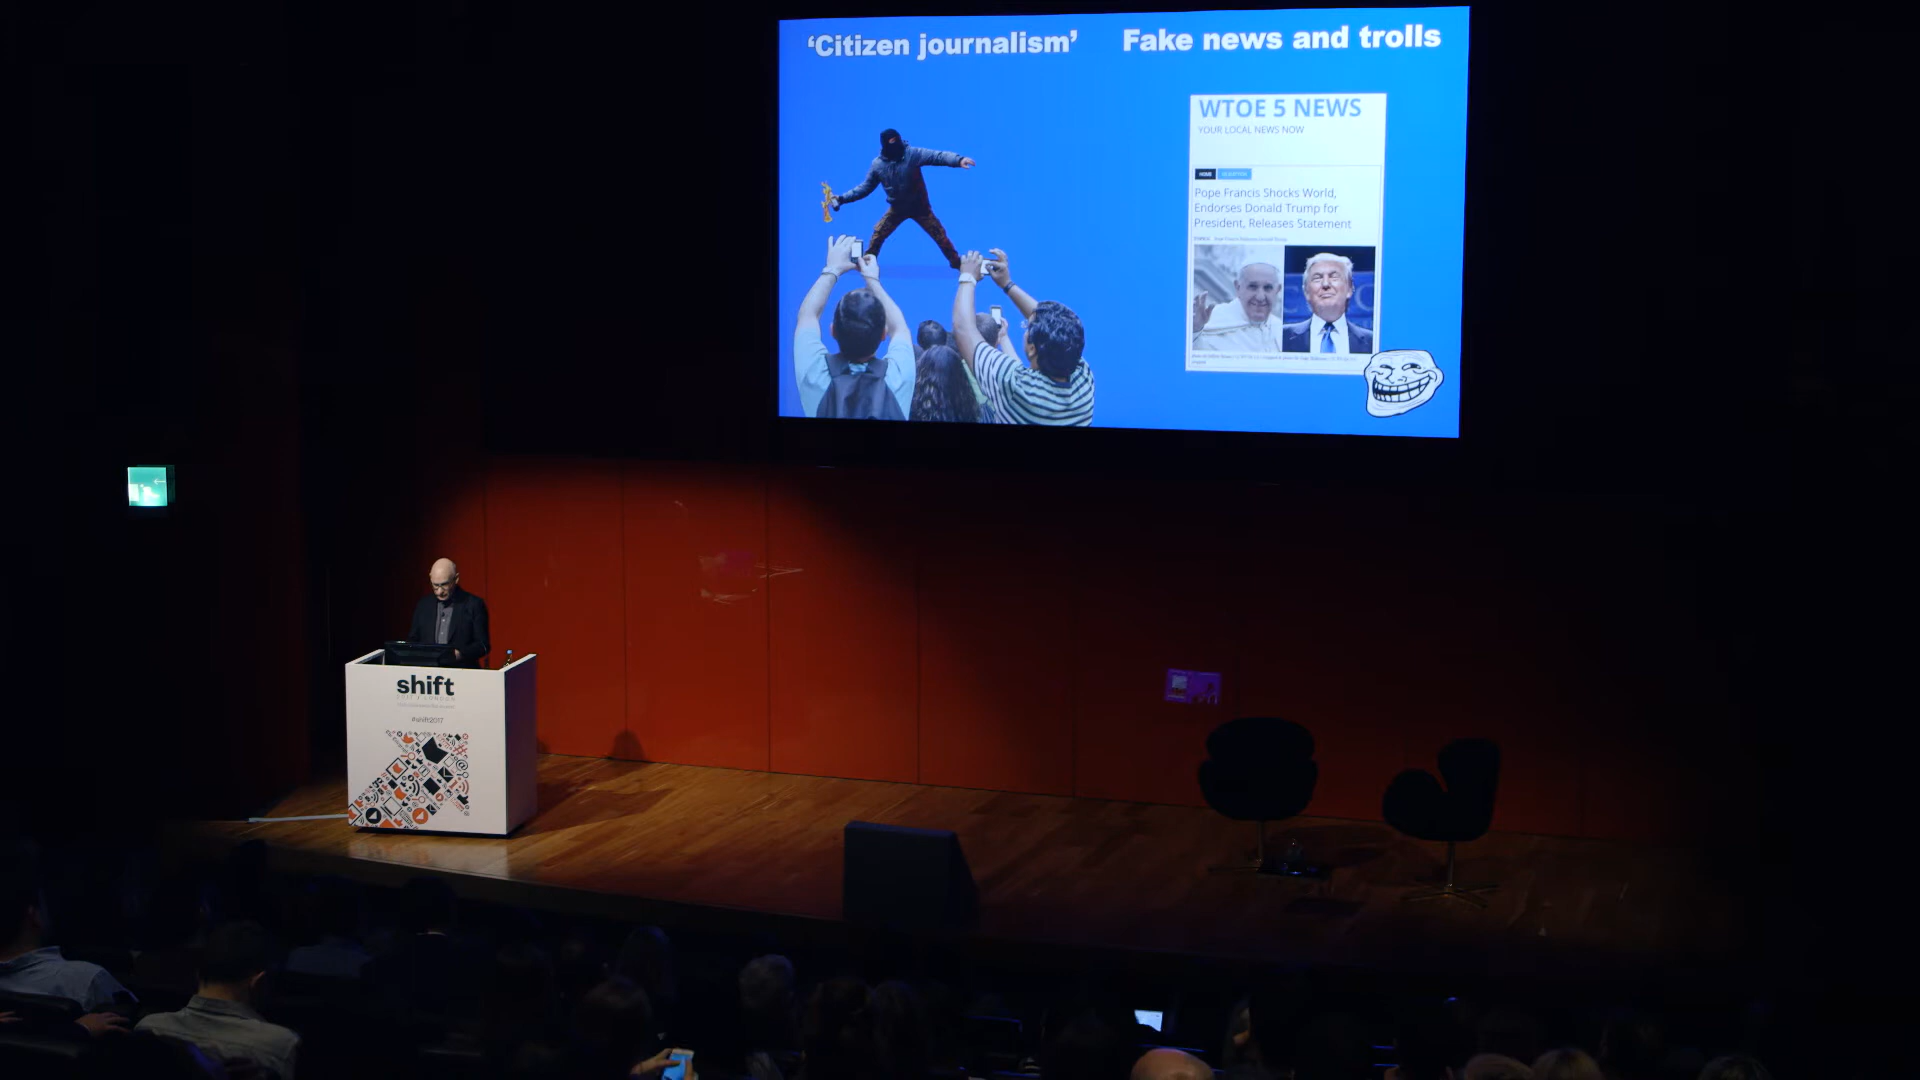 ‘Citizen journalism’
Fake news and trolls
WTOE 5 NEWS
YOUR LOCAL NEWS NOW
HOME
Pope Francis Shocks World,
Endorses Donald Trump for
President, Releases Statement
shift
#shift2017